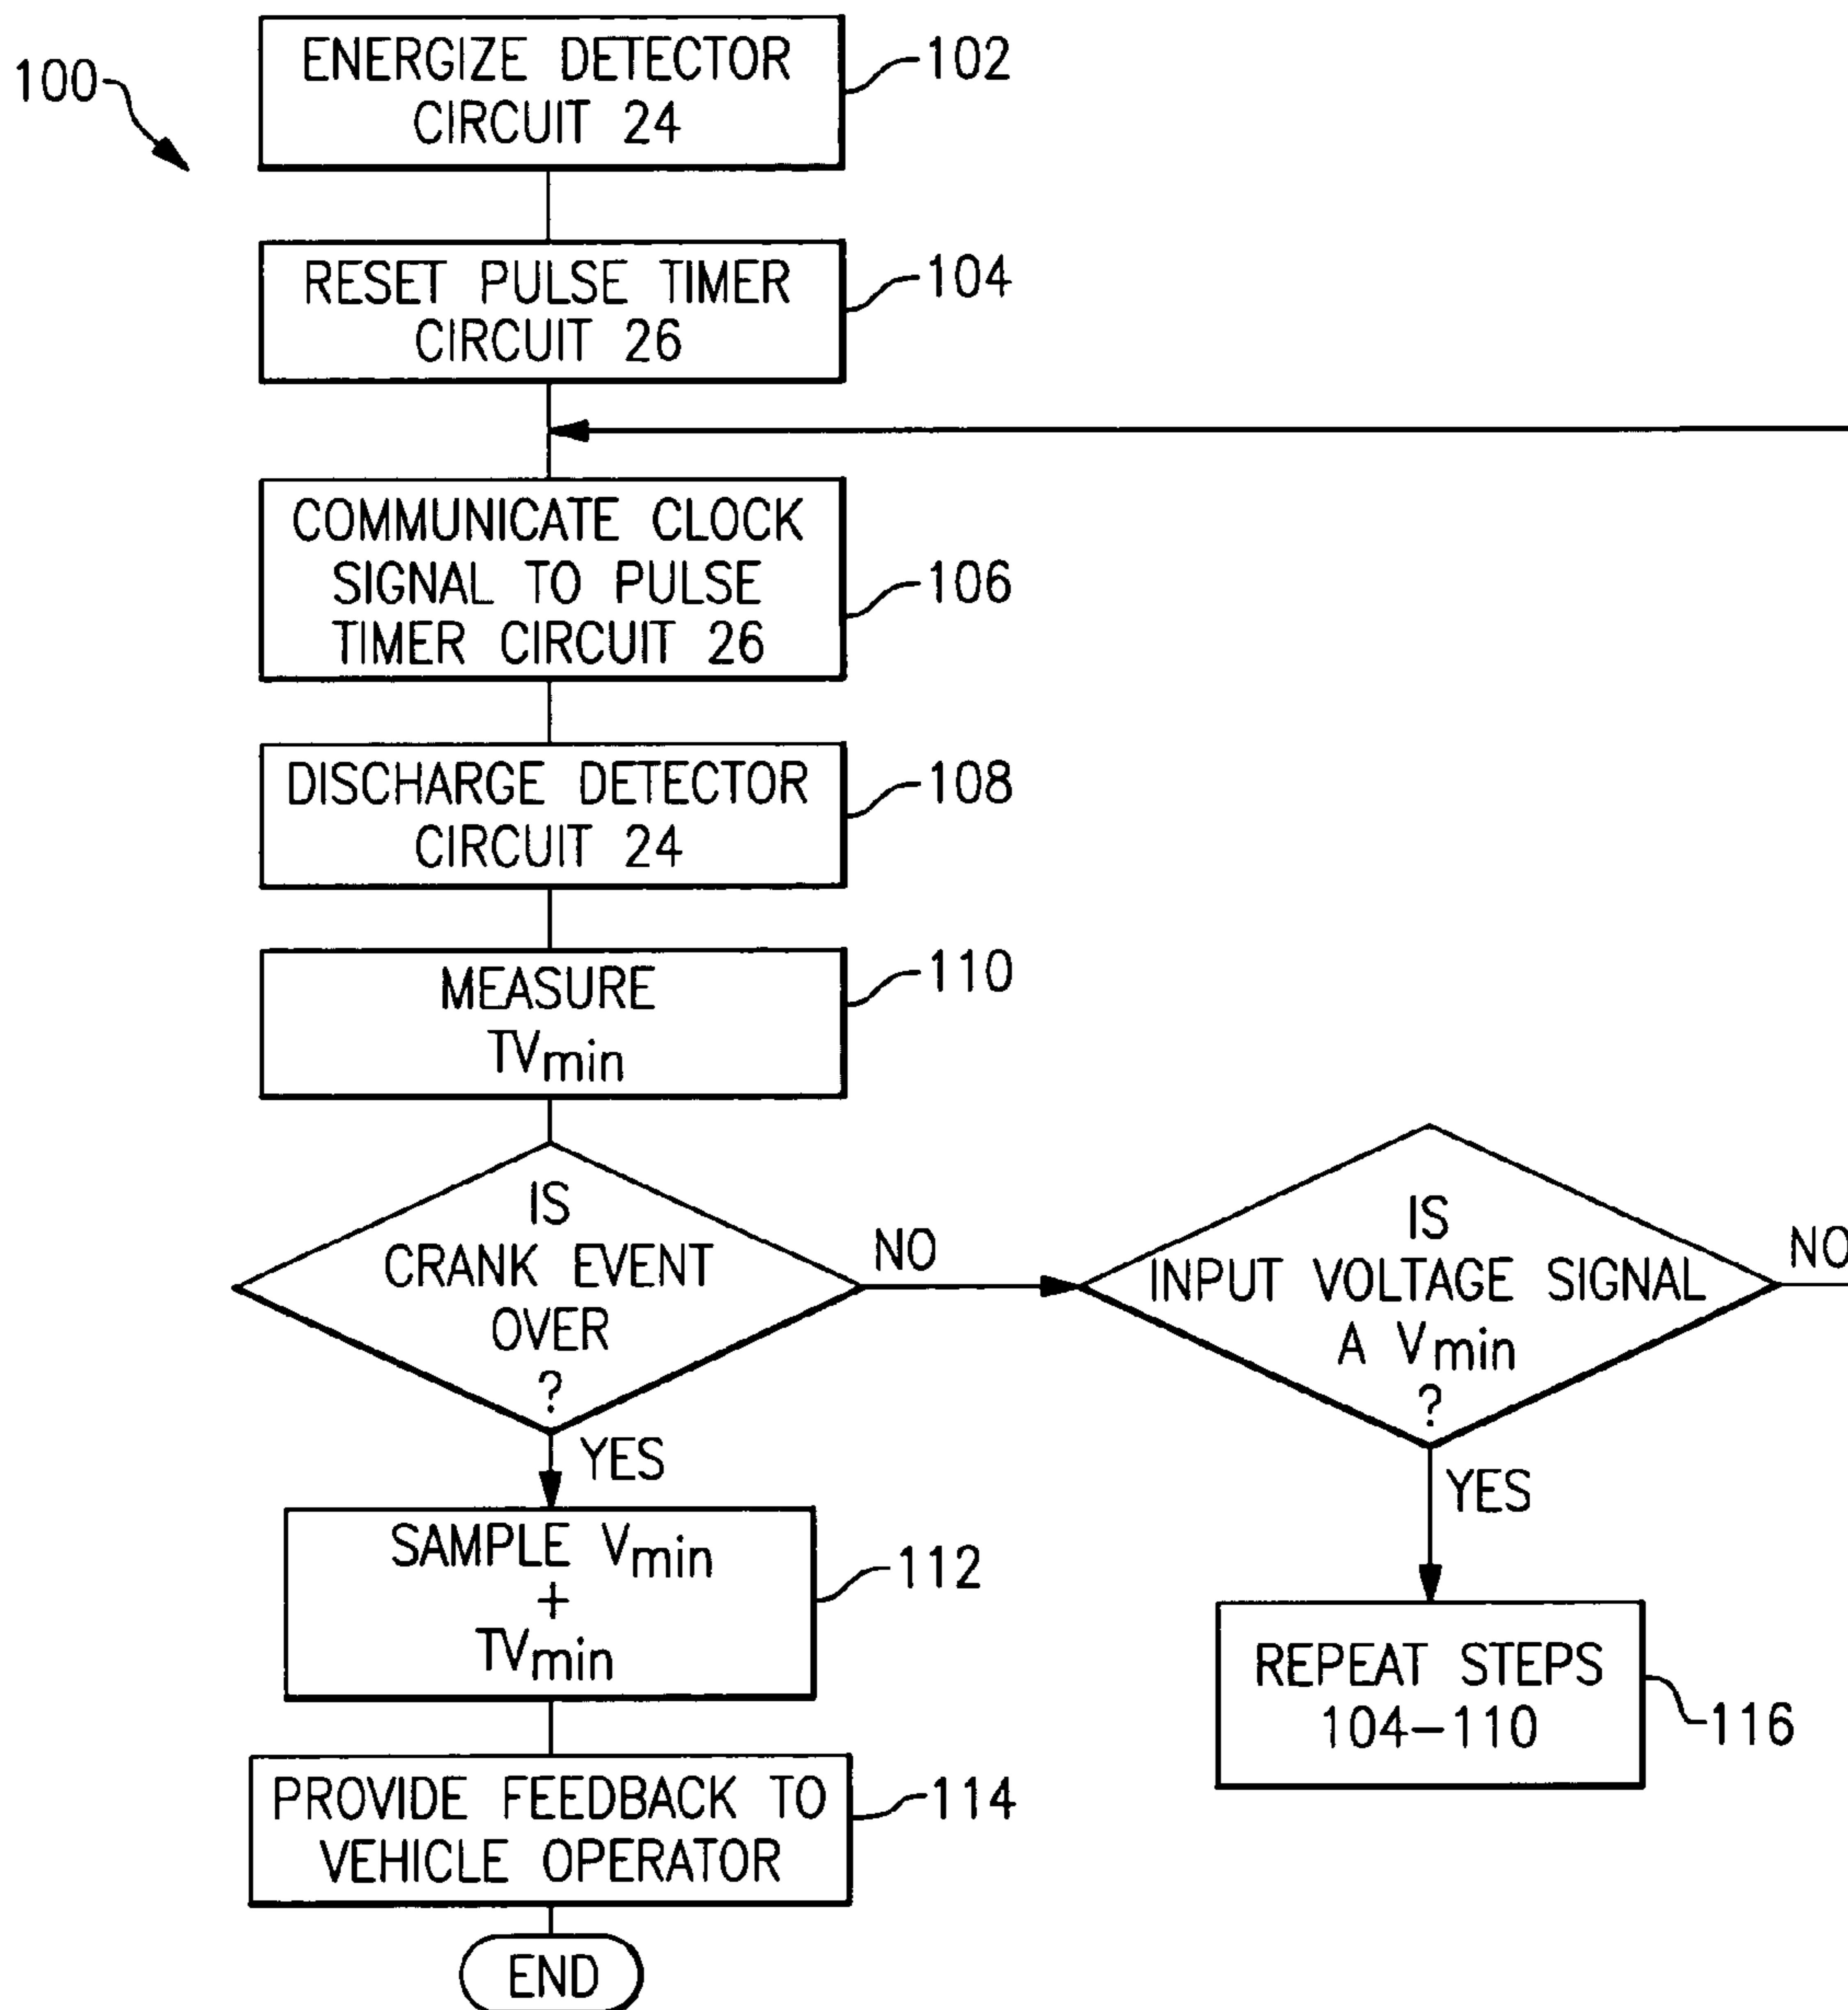 100
ENERGIZE DETECTOR
CIRCUIT 24
102
RESET PULSE TIMER
CIRCUIT 26
104
COMMUNICATE CLOCK
SIGNAL TO PULSE
TIMER CIRCUIT 26
106
DISCHARGE DETECTOR
CIRCUIT 24
108
MEASURE
TVmin
110
IS
CRANK EVENT
OVER
?
NO
IS
INPUT VOLTAGE SIGNAL
A Vmin
?
NO
YES
SAMPLE Vmin
+
TVmin
112
YES
REPEAT STEPS
104–110
116
PROVIDE FEEDBACK TO
VEHICLE OPERATOR
114
END